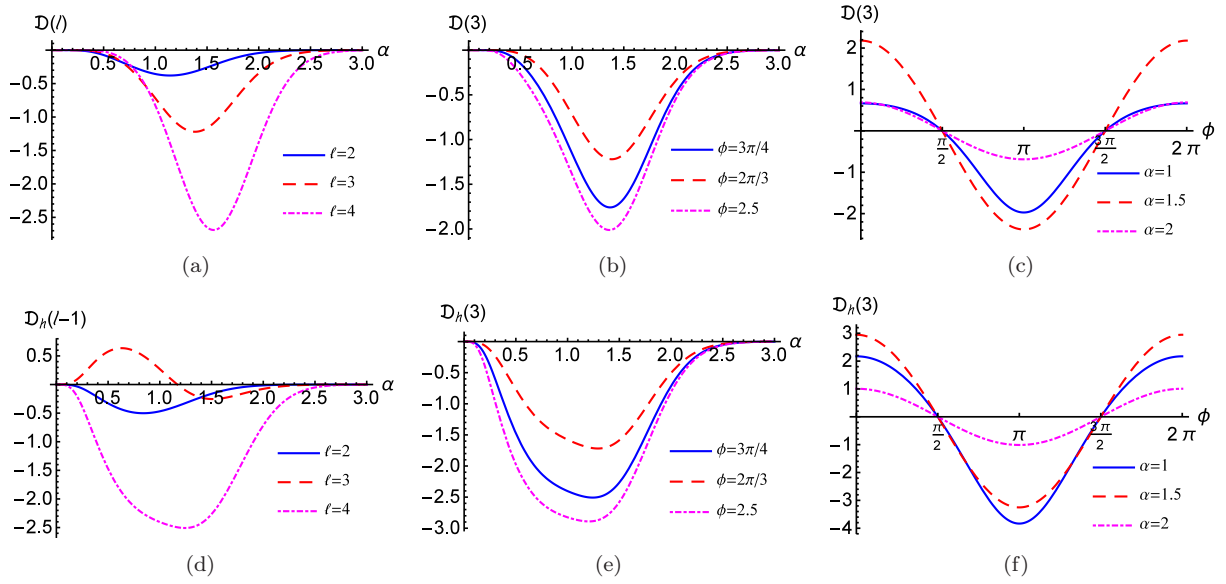 𝒟(ℓ)
0.5 1.0 1.5 2.0 2.5 3.0 α
-0.5
-1.0
-1.5
-2.0
-2.5
ℓ=2
ℓ=3
ℓ=4
(a)
𝒟(3)
0.5 1.0 1.5 2.0 2.5 3.0 α
-0.5
-1.0
-1.5
-2.0
ϕ=3π/4
ϕ=2π/3
ϕ=2.5
(b)
D(3)
2
1
-1
-2
π/2 π 3π/2 2π ϕ
α=1
α=1.5
α=2
(c)
𝒟ₕ(ℓ-1)
0.5
0.5 1.0 1.5 2.0 2.5 3.0 α
-0.5
-1.0
-1.5
-2.0
-2.5
ℓ=2
ℓ=3
ℓ=4
(d)
𝒟ₕ(3)
0.5 1.0 1.5 2.0 2.5 3.0 α
-0.5
-1.0
-1.5
-2.0
-2.5
-3.0
ϕ=3π/4
ϕ=2π/3
ϕ=2.5
(e)
𝒟ₕ(3)
3
2
1
-1
-2
-3
-4
π/2 π 3π/2 2π ϕ
α=1
α=1.5
α=2
(f)